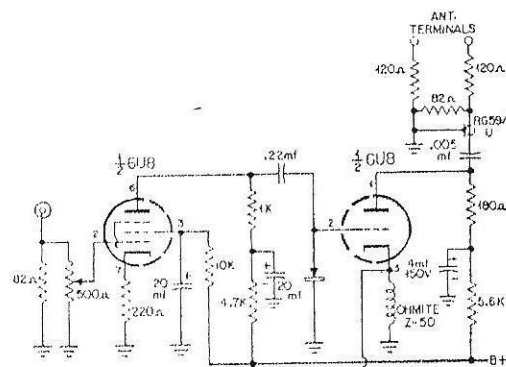 ANT.
TERMINALS
120Ω
120Ω
82Ω
RG59/
U
.005
mf
½ 6U8
.22mf
½ 6U8
6
1
1K
180Ω
2
3
2
3
7
82Ω
500Ω
20
mf
10K
20
mf
4mf
150V
220Ω
4.7K
OHMITE
Z-50
5.6K
B+